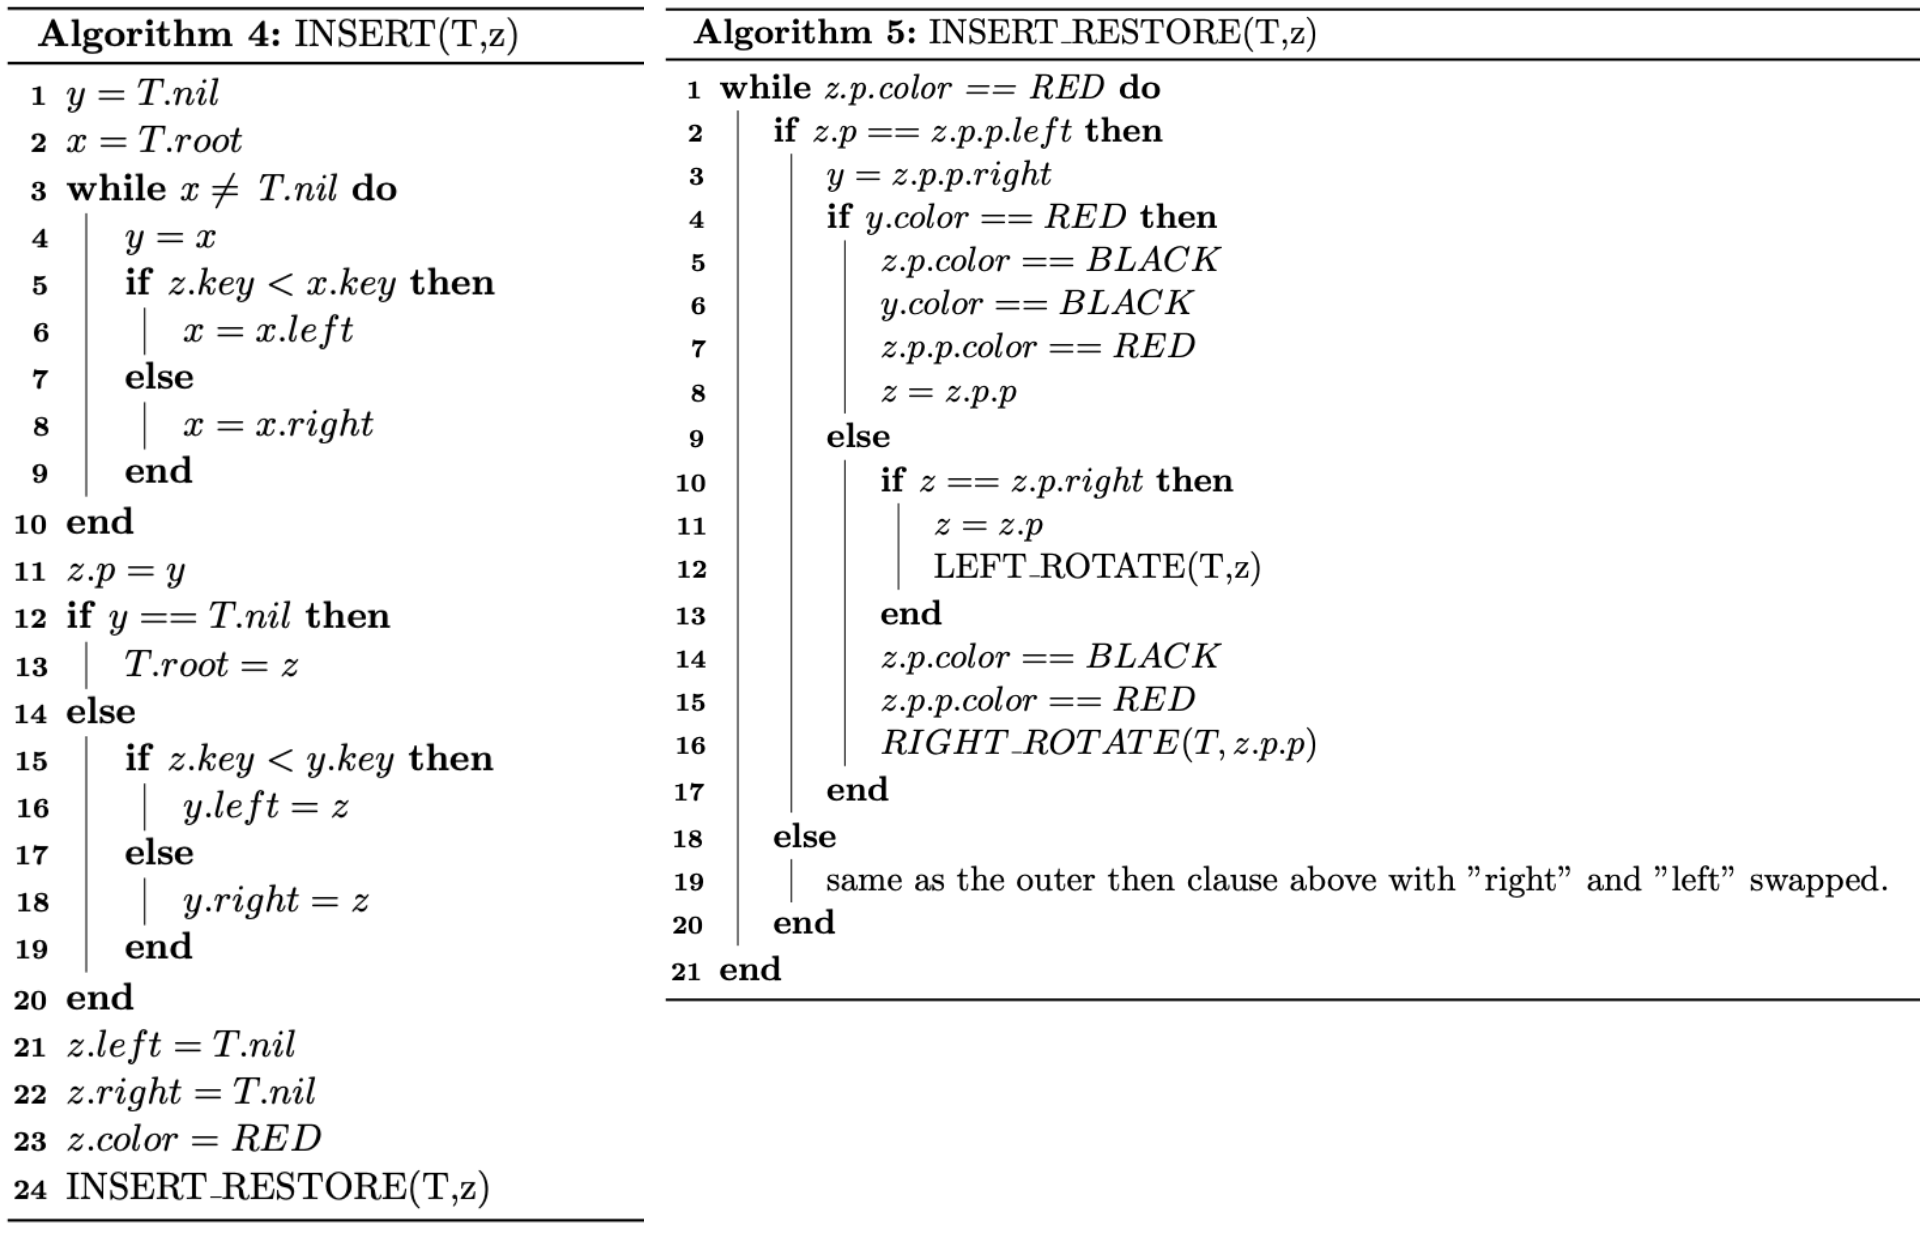 Algorithm 4: INSERT(T,z)
1 y = T.nil
2 x = T.root
3 while x ≠ T.nil do
4 y = x
5 if z.key < x.key then
6 x = x.left
7 else
8 x = x.right
9 end
10 end
11 z.p = y
12 if y == T.nil then
13 T.root = z
14 else
15 if z.key < y.key then
16 y.left = z
17 else
18 y.right = z
19 end
20 end
21 z.left = T.nil
22 z.right = T.nil
23 z.color = RED
24 INSERT_RESTORE(T,z)
Algorithm 5: INSERT_RESTORE(T,z)
1 while z.p.color == RED do
2 if z.p == z.p.p.left then
3 y = z.p.p.right
4 if y.color == RED then
5 z.p.color == BLACK
6 y.color == BLACK
7 z.p.p.color == RED
8 z = z.p.p
9 else
10 if z == z.p.right then
11 z = z.p
12 LEFT_ROTATE(T,z)
13 end
14 z.p.color == BLACK
15 z.p.p.color == RED
16 RIGHT_ROTATE(T, z.p.p)
17 end
18 else
19 same as the outer then clause above with ”right” and ”left” swapped.
20 end
21 end